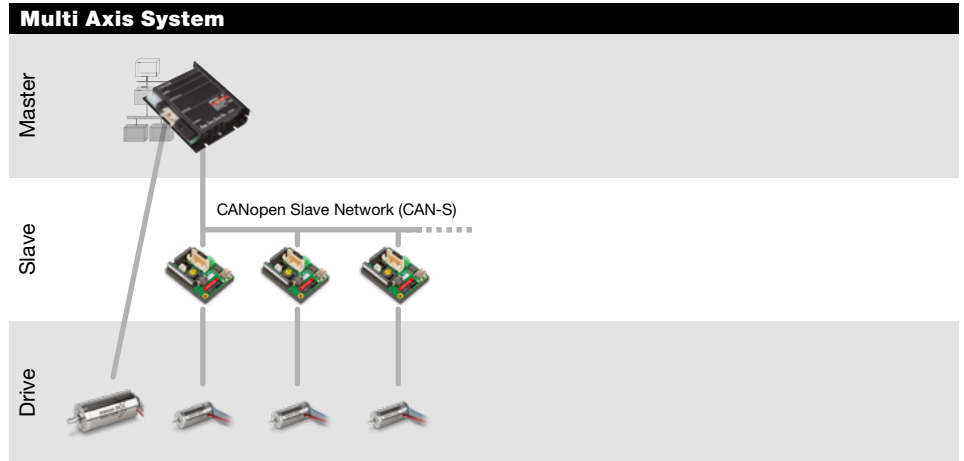 Multi Axis System
Master
CANopen Slave Network (CAN-S)
Slave
Drive